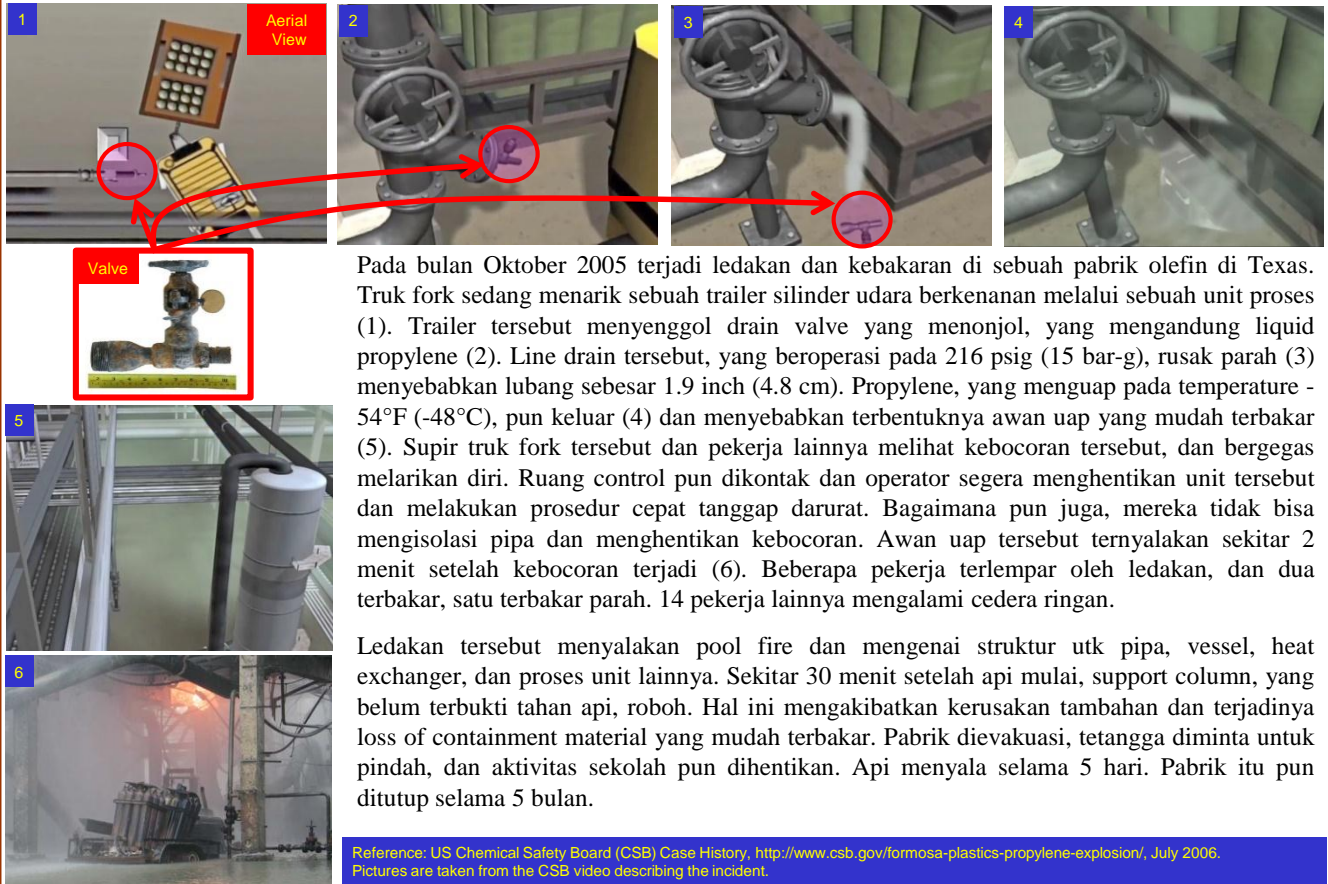 1
Aerial
View
2
3
4
Valve
5
6
Pada bulan Oktober 2005 terjadi ledakan dan kebakaran di sebuah pabrik olefin di Texas.
Truk fork sedang menarik sebuah trailer silinder udara berkenanan melalui sebuah unit proses
(1). Trailer tersebut menyenggol drain valve yang menonjol, yang mengandung liquid
propylene (2). Line drain tersebut, yang beroperasi pada 216 psig (15 bar-g), rusak parah (3)
menyebabkan lubang sebesar 1.9 inch (4.8 cm). Propylene, yang menguap pada temperature -
54°F (-48°C), pun keluar (4) dan menyebabkan terbentuknya awan uap yang mudah terbakar
(5). Supir truk fork tersebut dan pekerja lainnya melihat kebocoran tersebut, dan bergegas
melarikan diri. Ruang control pun dikontak dan operator segera menghentikan unit tersebut
dan melakukan prosedur cepat tanggap darurat. Bagaimana pun juga, mereka tidak bisa
mengisolasi pipa dan menghentikan kebocoran. Awan uap tersebut ternyalakan sekitar 2
menit setelah kebocoran terjadi (6). Beberapa pekerja terlempar oleh ledakan, dan dua
terbakar, satu terbakar parah. 14 pekerja lainnya mengalami cedera ringan.
Ledakan tersebut menyalakan pool fire dan mengenai struktur utk pipa, vessel, heat
exchanger, dan proses unit lainnya. Sekitar 30 menit setelah api mulai, support column, yang
belum terbukti tahan api, roboh. Hal ini mengakibatkan kerusakan tambahan dan terjadinya
loss of containment material yang mudah terbakar. Pabrik dievakuasi, tetangga diminta untuk
pindah, dan aktivitas sekolah pun dihentikan. Api menyala selama 5 hari. Pabrik itu pun
ditutup selama 5 bulan.
Reference: US Chemical Safety Board (CSB) Case History, http://www.csb.gov/formosa-plastics-propylene-explosion/, July 2006.
Pictures are taken from the CSB video describing the incident.